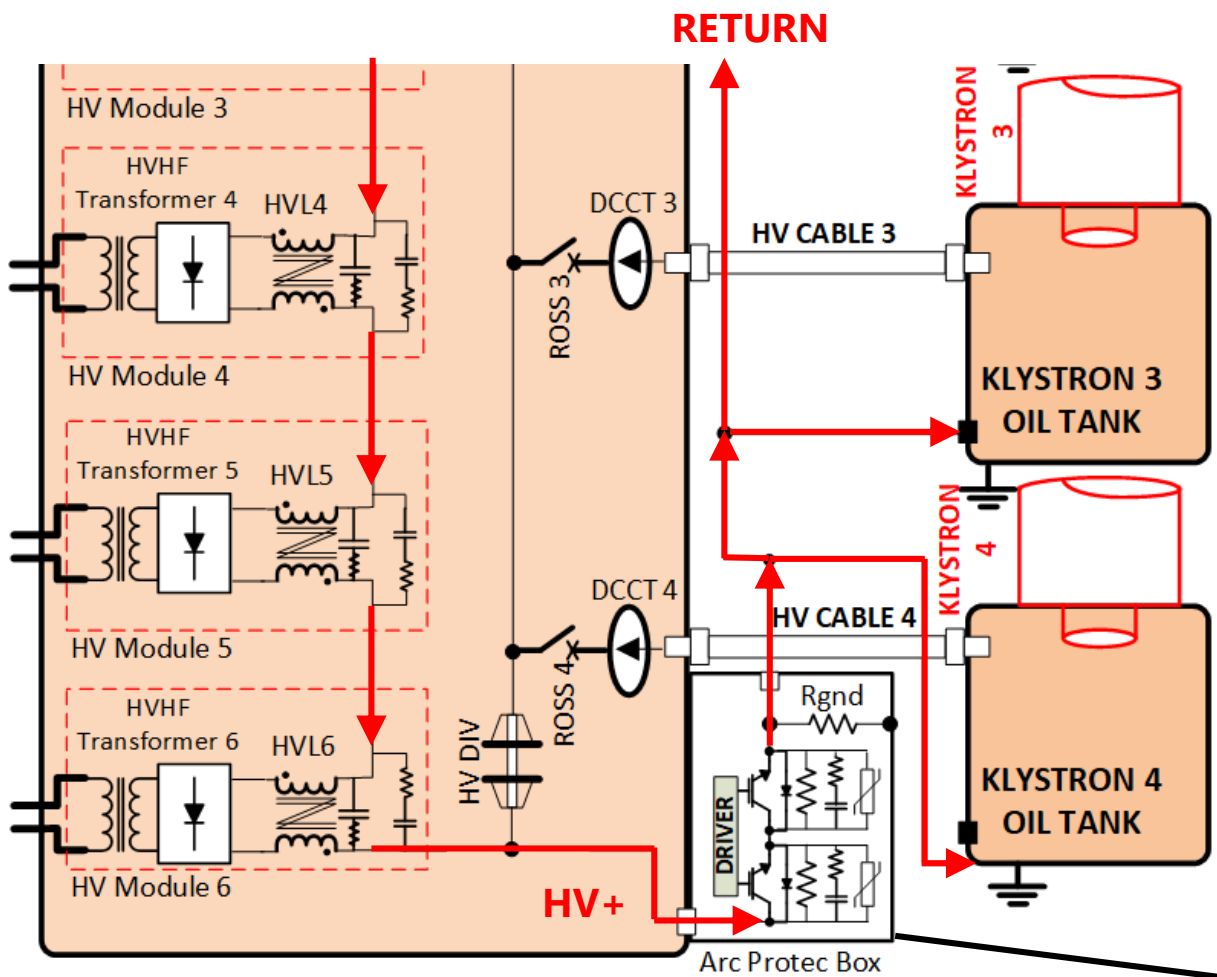 RETURN
HV Module 3
HVHF
Transformer 4
HVL4
HV Module 4
DCCT 3
ROSS 3
HV CABLE 3
KLYSTRON
3
KLYSTRON 3
OIL TANK
HVHF
Transformer 5
HVL5
HV Module 5
DCCT 4
ROSS 4
HV CABLE 4
KLYSTRON
4
KLYSTRON 4
OIL TANK
HVHF
Transformer 6
HVL6
HV Module 6
HV DIV
HV+
Rgnd
DRIVER
Arc Protec Box